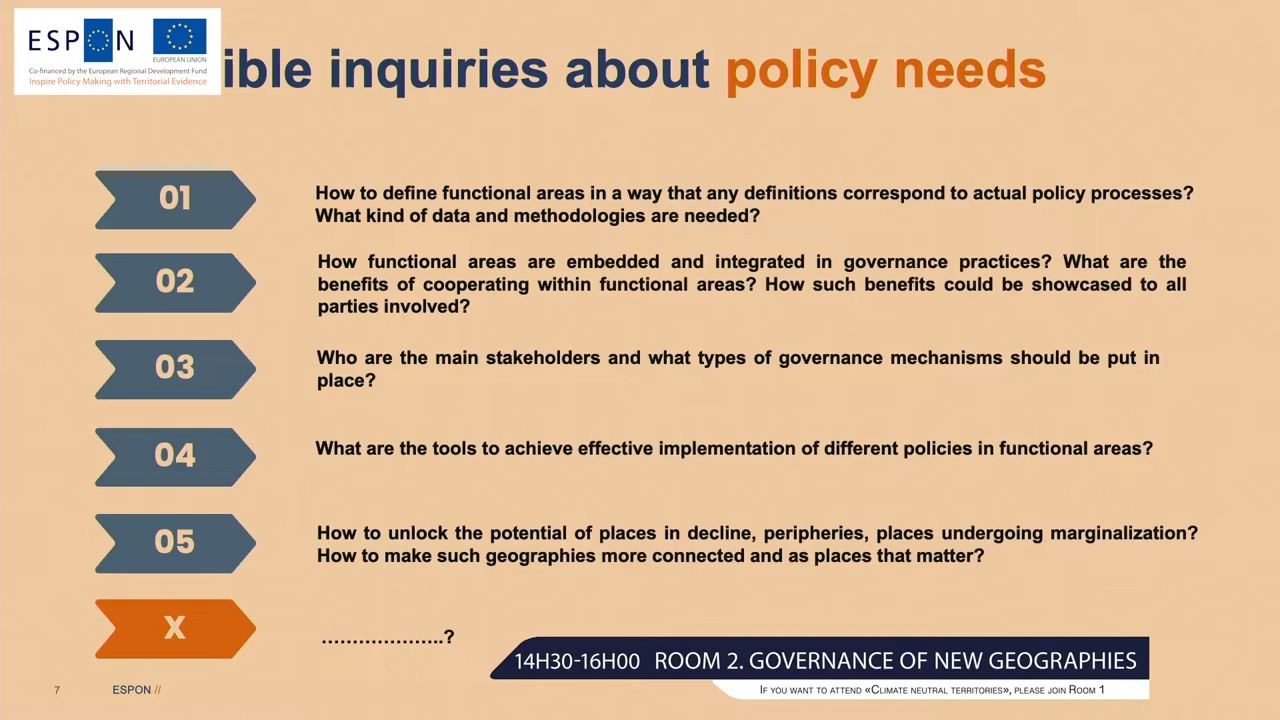 ESPON
EUROPEAN UNION
Co-financed by the European Regional Development Fund
Inspire Policy Making with Territorial Evidence
ible inquiries about policy needs
01
How to define functional areas in a way that any definitions correspond to actual policy processes?
What kind of data and methodologies are needed?
02
How functional areas are embedded and integrated in governance practices? What are the
benefits of cooperating within functional areas? How such benefits could be showcased to all
parties involved?
03
Who are the main stakeholders and what types of governance mechanisms should be put in
place?
04
What are the tools to achieve effective implementation of different policies in functional areas?
05
How to unlock the potential of places in decline, peripheries, places undergoing marginalization?
How to make such geographies more connected and as places that matter?
X
………………..?
14H30-16H00 ROOM 2. GOVERNANCE OF NEW GEOGRAPHIES
IF YOU WANT TO ATTEND «CLIMATE NEUTRAL TERRITORIES», PLEASE JOIN ROOM 1
7 ESPON //